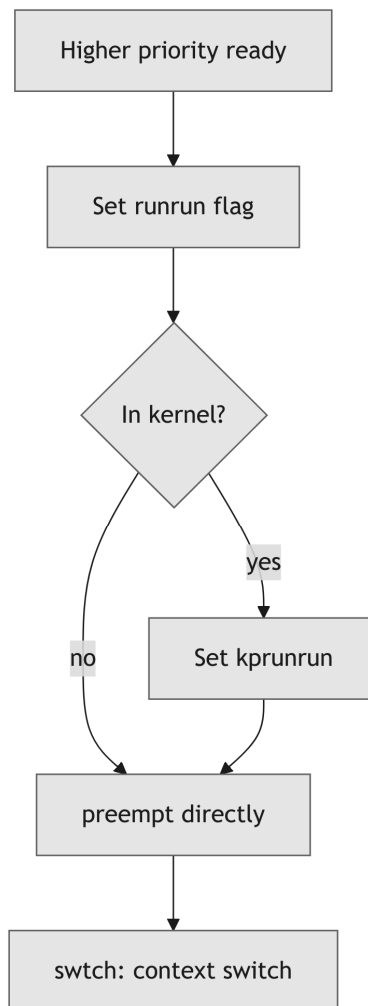 Higher priority ready
Set runrun flag
In kernel?
yes
no
Set kprunrun
preempt directly
swtch: context switch